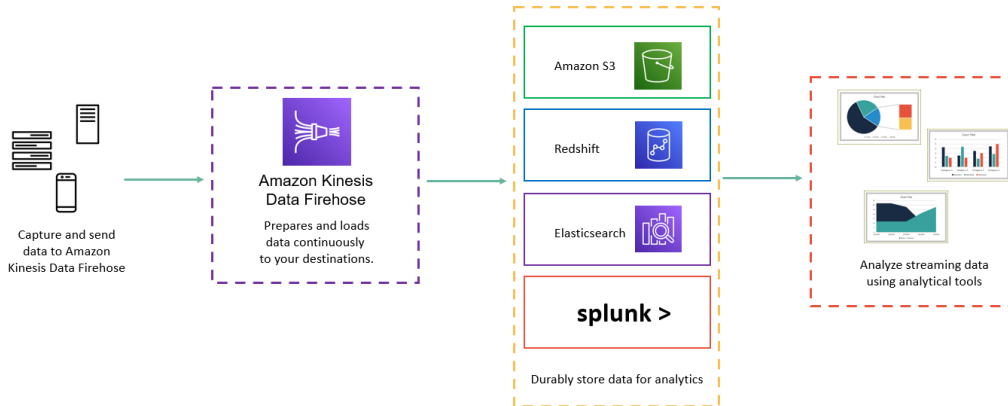 Capture and send
data to Amazon
Kinesis Data Firehose
Amazon Kinesis
Data Firehose
Prepares and loads
data continuously
to your destinations.
Amazon S3
Redshift
Elasticsearch
splunk >
Durably store data for analytics
Analyze streaming data
using analytical tools